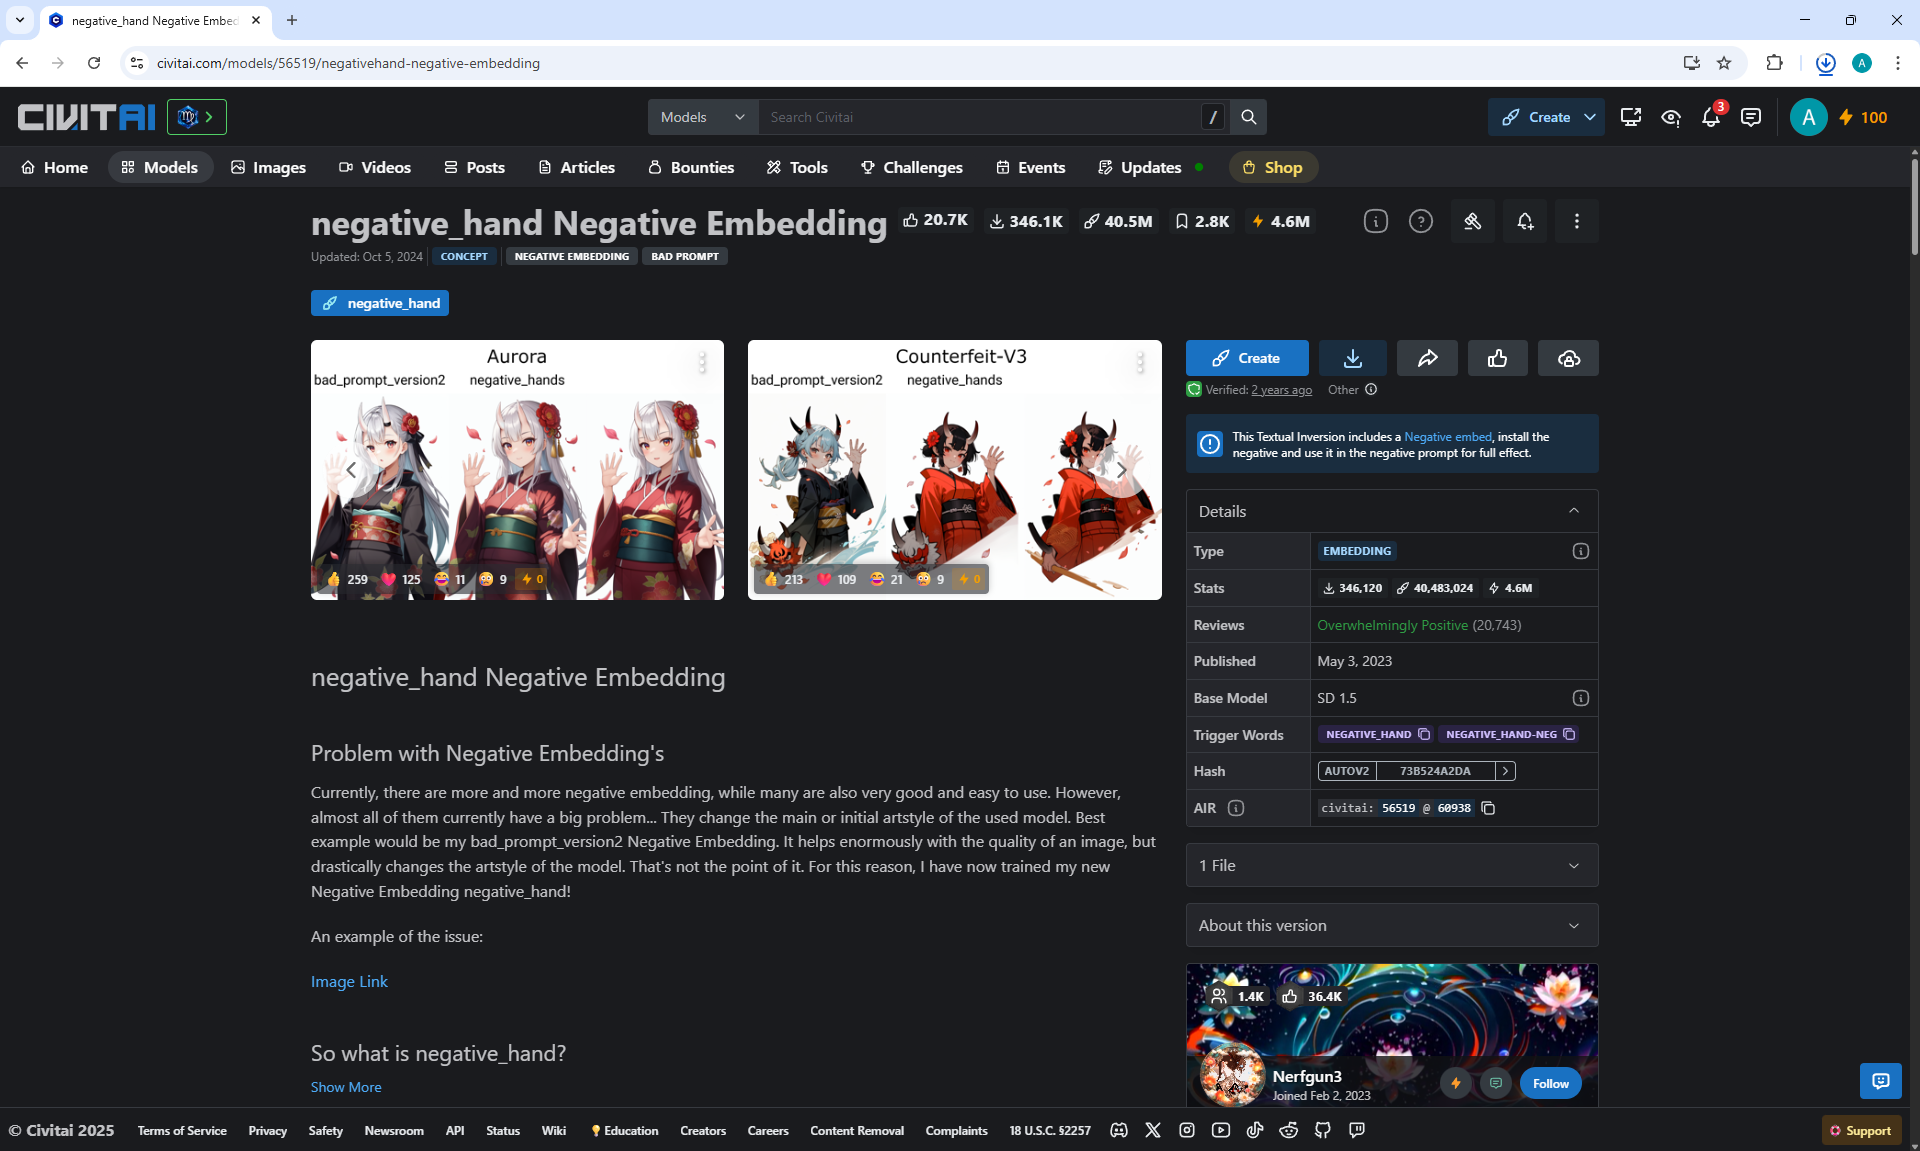 negative_hand Negative Embed
civitai.com/models/56519/negativehand-negative-embedding
A
CIVITAI
Models
Search Civitai
/
Create
3
A
100
Home
Models
Images
Videos
Posts
Articles
Bounties
Tools
Challenges
Events
Updates
Shop
negative_hand Negative Embedding
20.7K
346.1K
40.5M
2.8K
4.6M
Updated: Oct 5, 2024
CONCEPT
NEGATIVE EMBEDDING
BAD PROMPT
negative_hand
Aurora
bad_prompt_version2 negative_hands
259 125 11 9 0
Counterfeit-V3
bad_prompt_version2 negative_hands
213 109 21 9 0
Create
Verified: 2 years ago
Other
This Textual Inversion includes a Negative embed, install the
negative and use it in the negative prompt for full effect.
Details
Type EMBEDDING
Stats 346,120 40,483,024 4.6M
Reviews Overwhelmingly Positive (20,743)
Published May 3, 2023
Base Model SD 1.5
Trigger Words NEGATIVE_HAND NEGATIVE_HAND-NEG
Hash AUTOV2 73B524A2DA
AIR civitai: 56519 @ 60938
1 File
About this version
1.4K 36.4K
Nerfgun3
Joined Feb 2, 2023
Follow
negative_hand Negative Embedding
Problem with Negative Embedding's
Currently, there are more and more negative embedding, while many are also very good and easy to use. However,
almost all of them currently have a big problem... They change the main or initial artstyle of the used model. Best
example would be my bad_prompt_version2 Negative Embedding. It helps enormously with the quality of an image, but
drastically changes the artstyle of the model. That's not the point of it. For this reason, I have now trained my new
Negative Embedding negative_hand!
An example of the issue:
Image Link
So what is negative_hand?
Show More
© Civitai 2025
Terms of Service
Privacy
Safety
Newsroom
API
Status
Wiki
Education
Creators
Careers
Content Removal
Complaints
18 U.S.C. §2257
Support